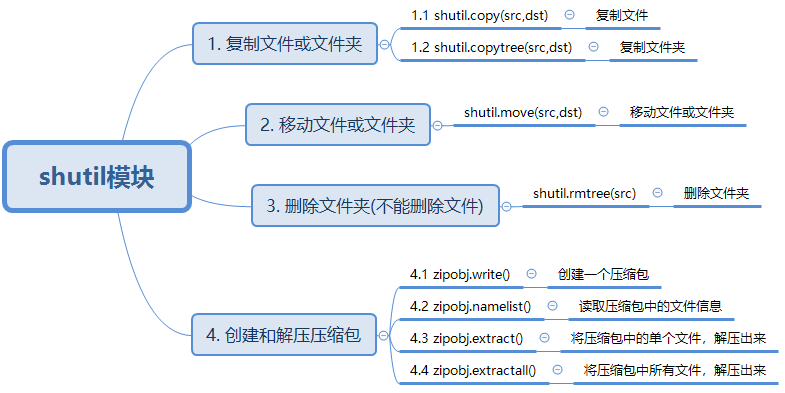 shutil模块
1. 复制文件或文件夹
1.1 shutil.copy(src,dst)
复制文件
1.2 shutil.copytree(src,dst)
复制文件夹
2. 移动文件或文件夹
shutil.move(src,dst)
移动文件或文件夹
3. 删除文件夹(不能删除文件)
shutil.rmtree(src)
删除文件夹
4. 创建和解压压缩包
4.1 zipobj.write()
创建一个压缩包
4.2 zipobj.namelist()
读取压缩包中的文件信息
4.3 zipobj.extract()
将压缩包中的单个文件，解压出来
4.4 zipobj.extractall()
将压缩包中所有文件，解压出来